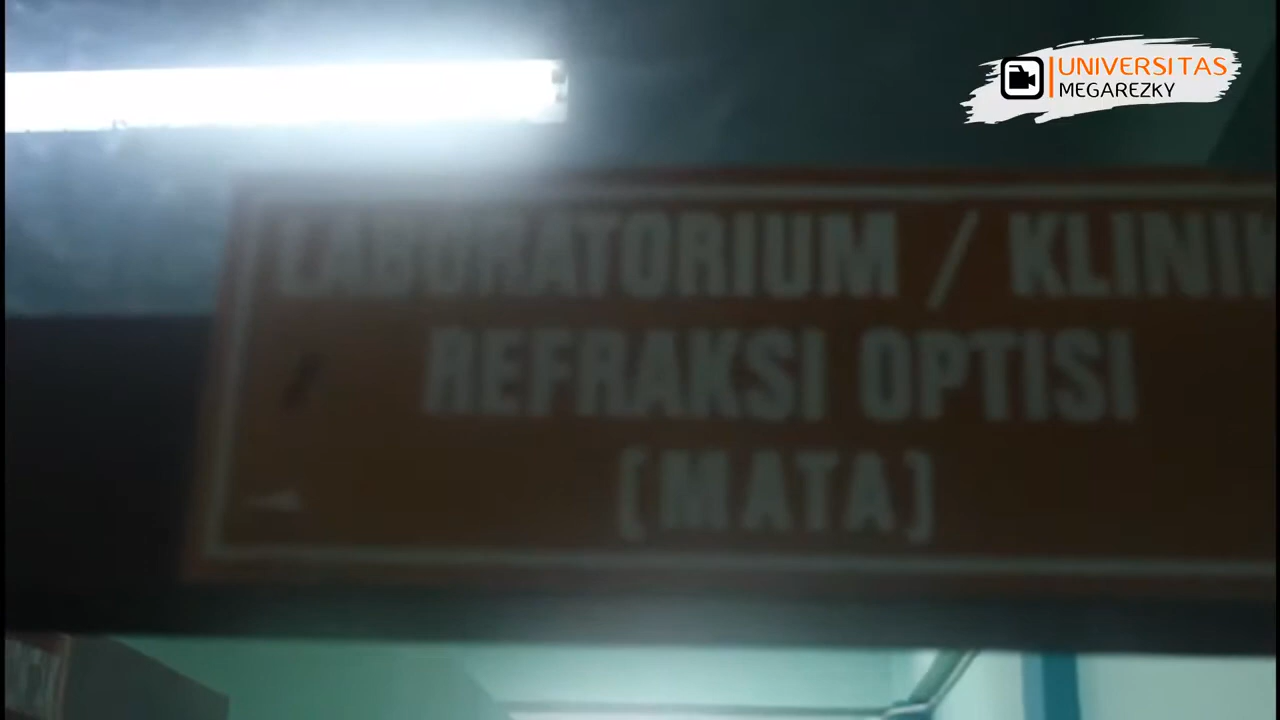 UNIVERSITAS
MEGAREZKY
LABORATORIUM / KLINIK
REFRAKSI OPTISI
(MATA)